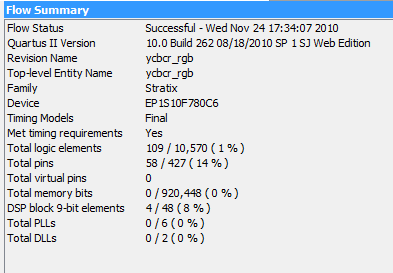 Flow Summary
Flow Status Successful - Wed Nov 24 17:34:07 2010
Quartus II Version 10.0 Build 262 08/18/2010 SP 1 SJ Web Edition
Revision Name ycbcr_rgb
Top-level Entity Name ycbcr_rgb
Family Stratix
Device EP1S10F780C6
Timing Models Final
Met timing requirements Yes
Total logic elements 109 / 10,570 ( 1 % )
Total pins 58 / 427 ( 14 % )
Total virtual pins 0
Total memory bits 0 / 920,448 ( 0 % )
DSP block 9-bit elements 4 / 48 ( 8 % )
Total PLLs 0 / 6 ( 0 % )
Total DLLs 0 / 2 ( 0 % )